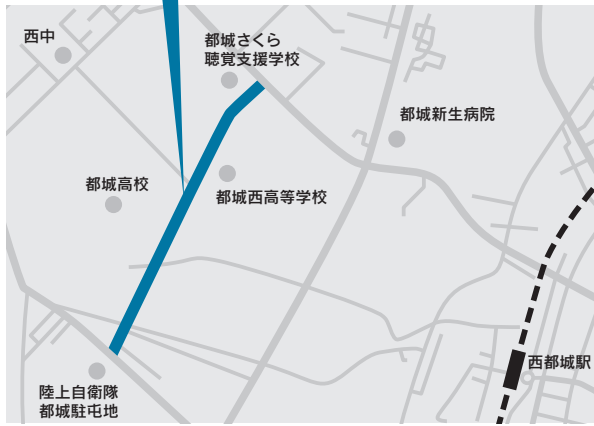 西中
都城さくら
聴覚支援学校
都城新生病院
都城高校
都城西高等学校
西都城駅
陸上自衛隊
都城駐屯地